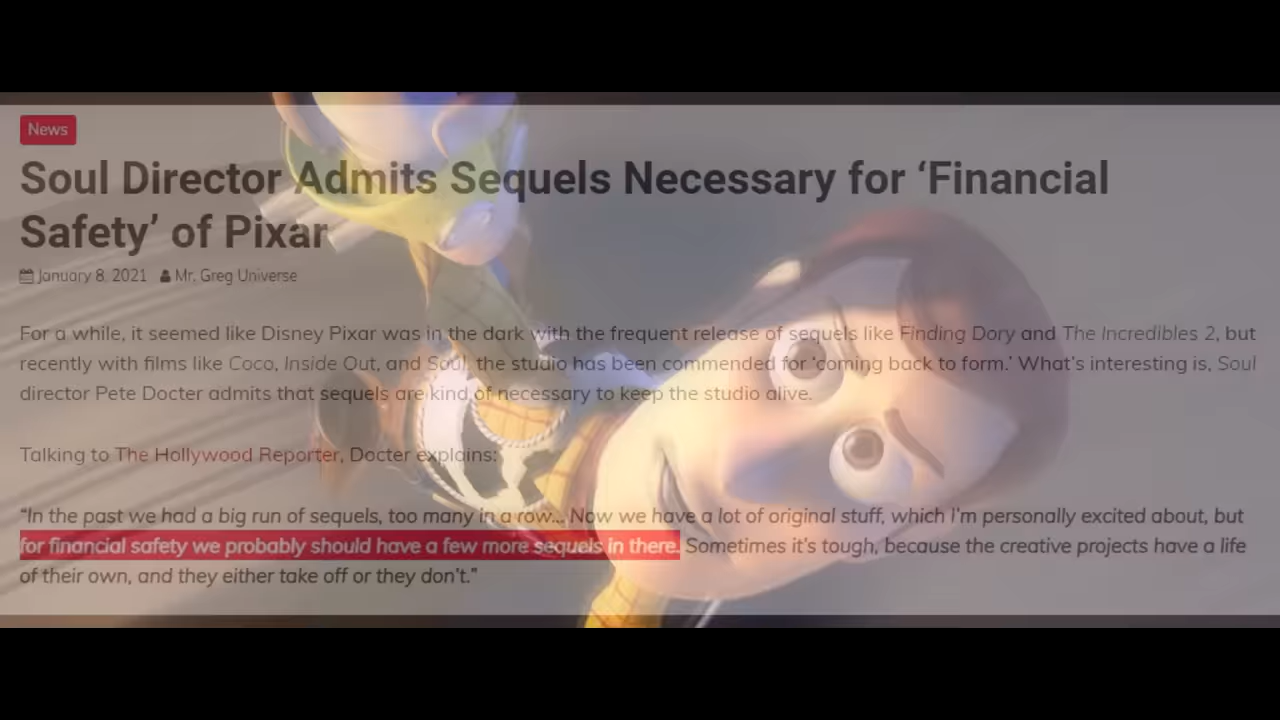 News
Soul Director Admits Sequels Necessary for ‘Financial
Safety’ of Pixar
January 8, 2021 Mr. Greg Universe
For a while, it seemed like Disney Pixar was in the dark with the frequent release of sequels like Finding Dory and The Incredibles 2, but
recently with films like Coco, Inside Out, and Soul, the studio has been commended for ‘coming back to form.’ What’s interesting is, Soul
director Pete Docter admits that sequels are kind of necessary to keep the studio alive.
Talking to The Hollywood Reporter, Docter explains:
“In the past we had a big run of sequels, too many in a row… Now we have a lot of original stuff, which I’m personally excited about, but
for financial safety we probably should have a few more sequels in there. Sometimes it’s tough, because the creative projects have a life
of their own, and they either take off or they don’t.”